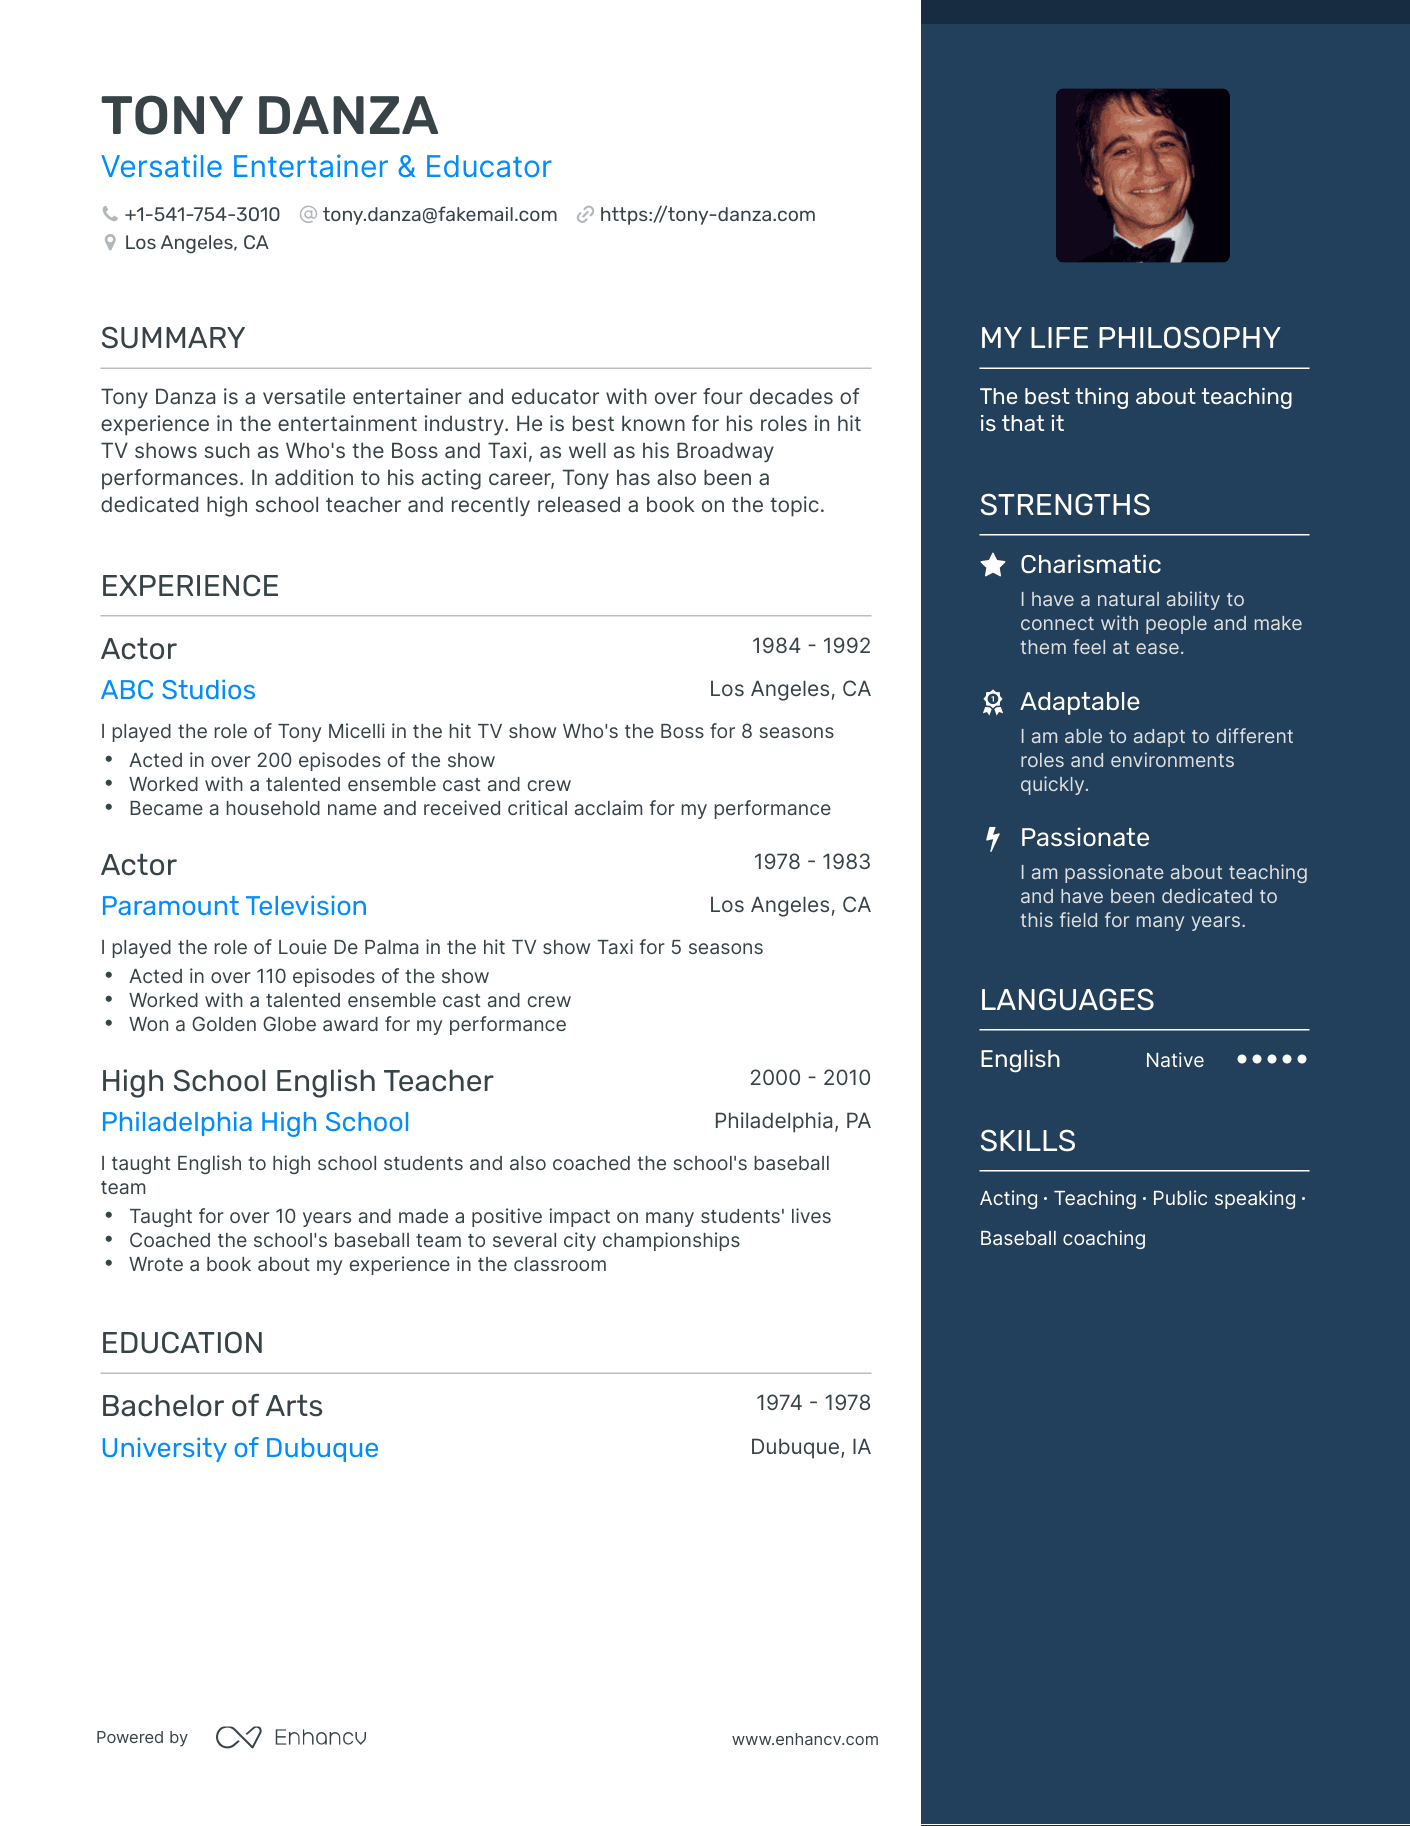 TONY DANZA
Versatile Entertainer & Educator
+1-541-754-3010 @ tony.danza@fakemail.com https://tony-danza.com
Los Angeles, CA
SUMMARY
Tony Danza is a versatile entertainer and educator with over four decades of
experience in the entertainment industry. He is best known for his roles in hit
TV shows such as Who's the Boss and Taxi, as well as his Broadway
performances. In addition to his acting career, Tony has also been a
dedicated high school teacher and recently released a book on the topic.
EXPERIENCE
Actor 1984 - 1992
ABC Studios Los Angeles, CA
I played the role of Tony Micelli in the hit TV show Who's the Boss for 8 seasons
• Acted in over 200 episodes of the show
• Worked with a talented ensemble cast and crew
• Became a household name and received critical acclaim for my performance
Actor 1978 - 1983
Paramount Television Los Angeles, CA
I played the role of Louie De Palma in the hit TV show Taxi for 5 seasons
• Acted in over 110 episodes of the show
• Worked with a talented ensemble cast and crew
• Won a Golden Globe award for my performance
High School English Teacher 2000 - 2010
Philadelphia High School Philadelphia, PA
I taught English to high school students and also coached the school's baseball
team
• Taught for over 10 years and made a positive impact on many students' lives
• Coached the school's baseball team to several city championships
• Wrote a book about my experience in the classroom
EDUCATION
Bachelor of Arts 1974 - 1978
University of Dubuque Dubuque, IA
MY LIFE PHILOSOPHY
The best thing about teaching
is that it
STRENGTHS
Charismatic
I have a natural ability to
connect with people and make
them feel at ease.
Adaptable
I am able to adapt to different
roles and environments
quickly.
Passionate
I am passionate about teaching
and have been dedicated to
this field for many years.
LANGUAGES
English Native
SKILLS
Acting · Teaching · Public speaking ·
Baseball coaching
Powered by Enhancv www.enhancv.com